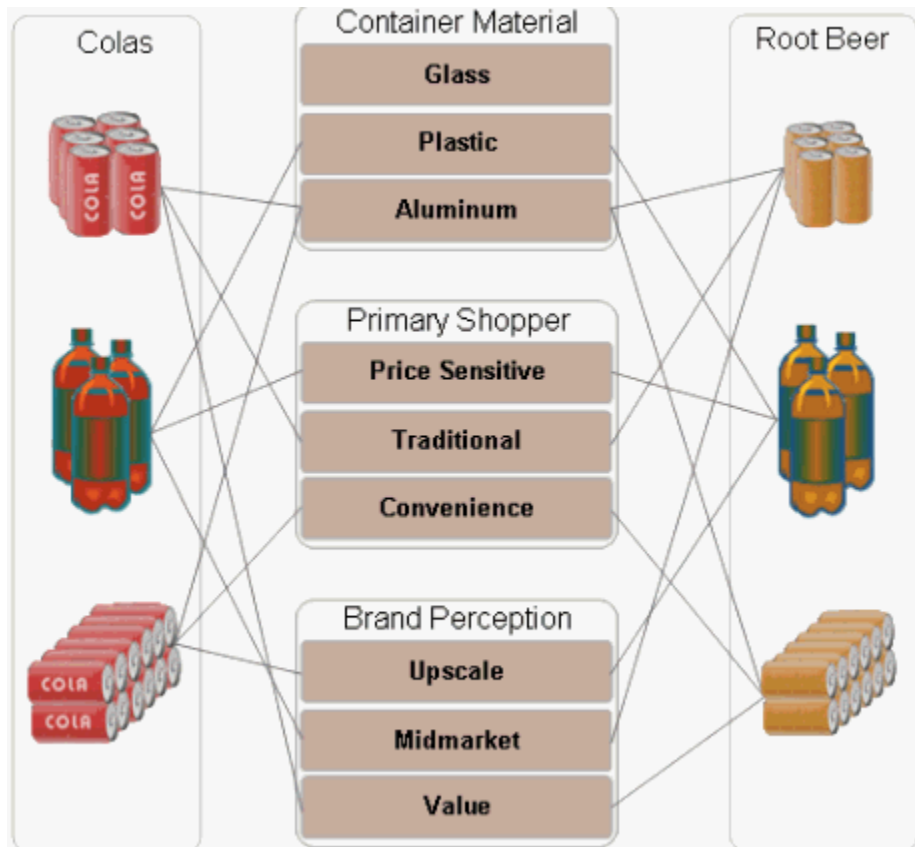 Colas
Container Material
Root Beer
Glass
Plastic
Aluminum
COLA
COLA
Primary Shopper
Price Sensitive
Traditional
Convenience
Brand Perception
Upscale
Midmarket
Value
COLA
COLA